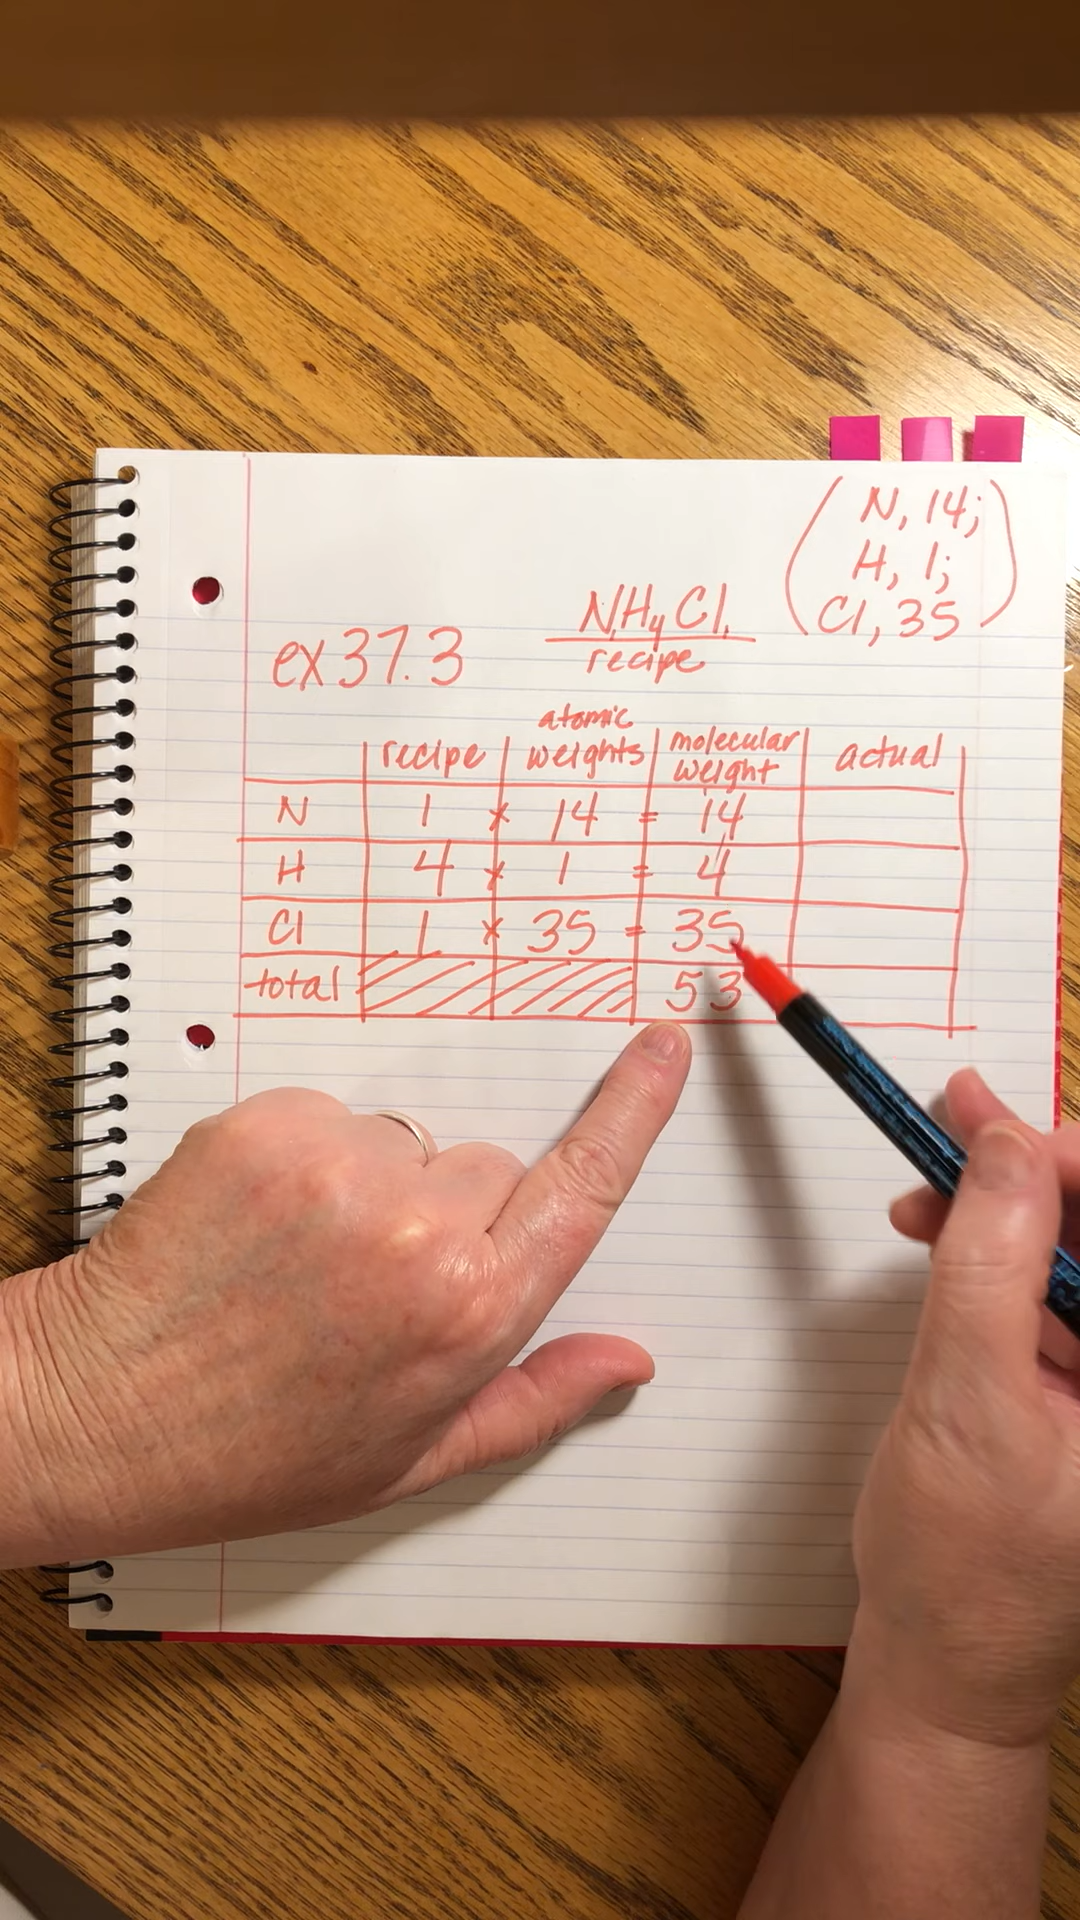 ( N, 14;
H, 1;
Cl, 35 )
N₁H₄Cl₁
recipe
ex 37.3
recipe | atomic weights | molecular weight | actual
N | 1 × 14 = 14
H | 4 × 1 = 4
Cl | 1 × 35 = 35
total | 53